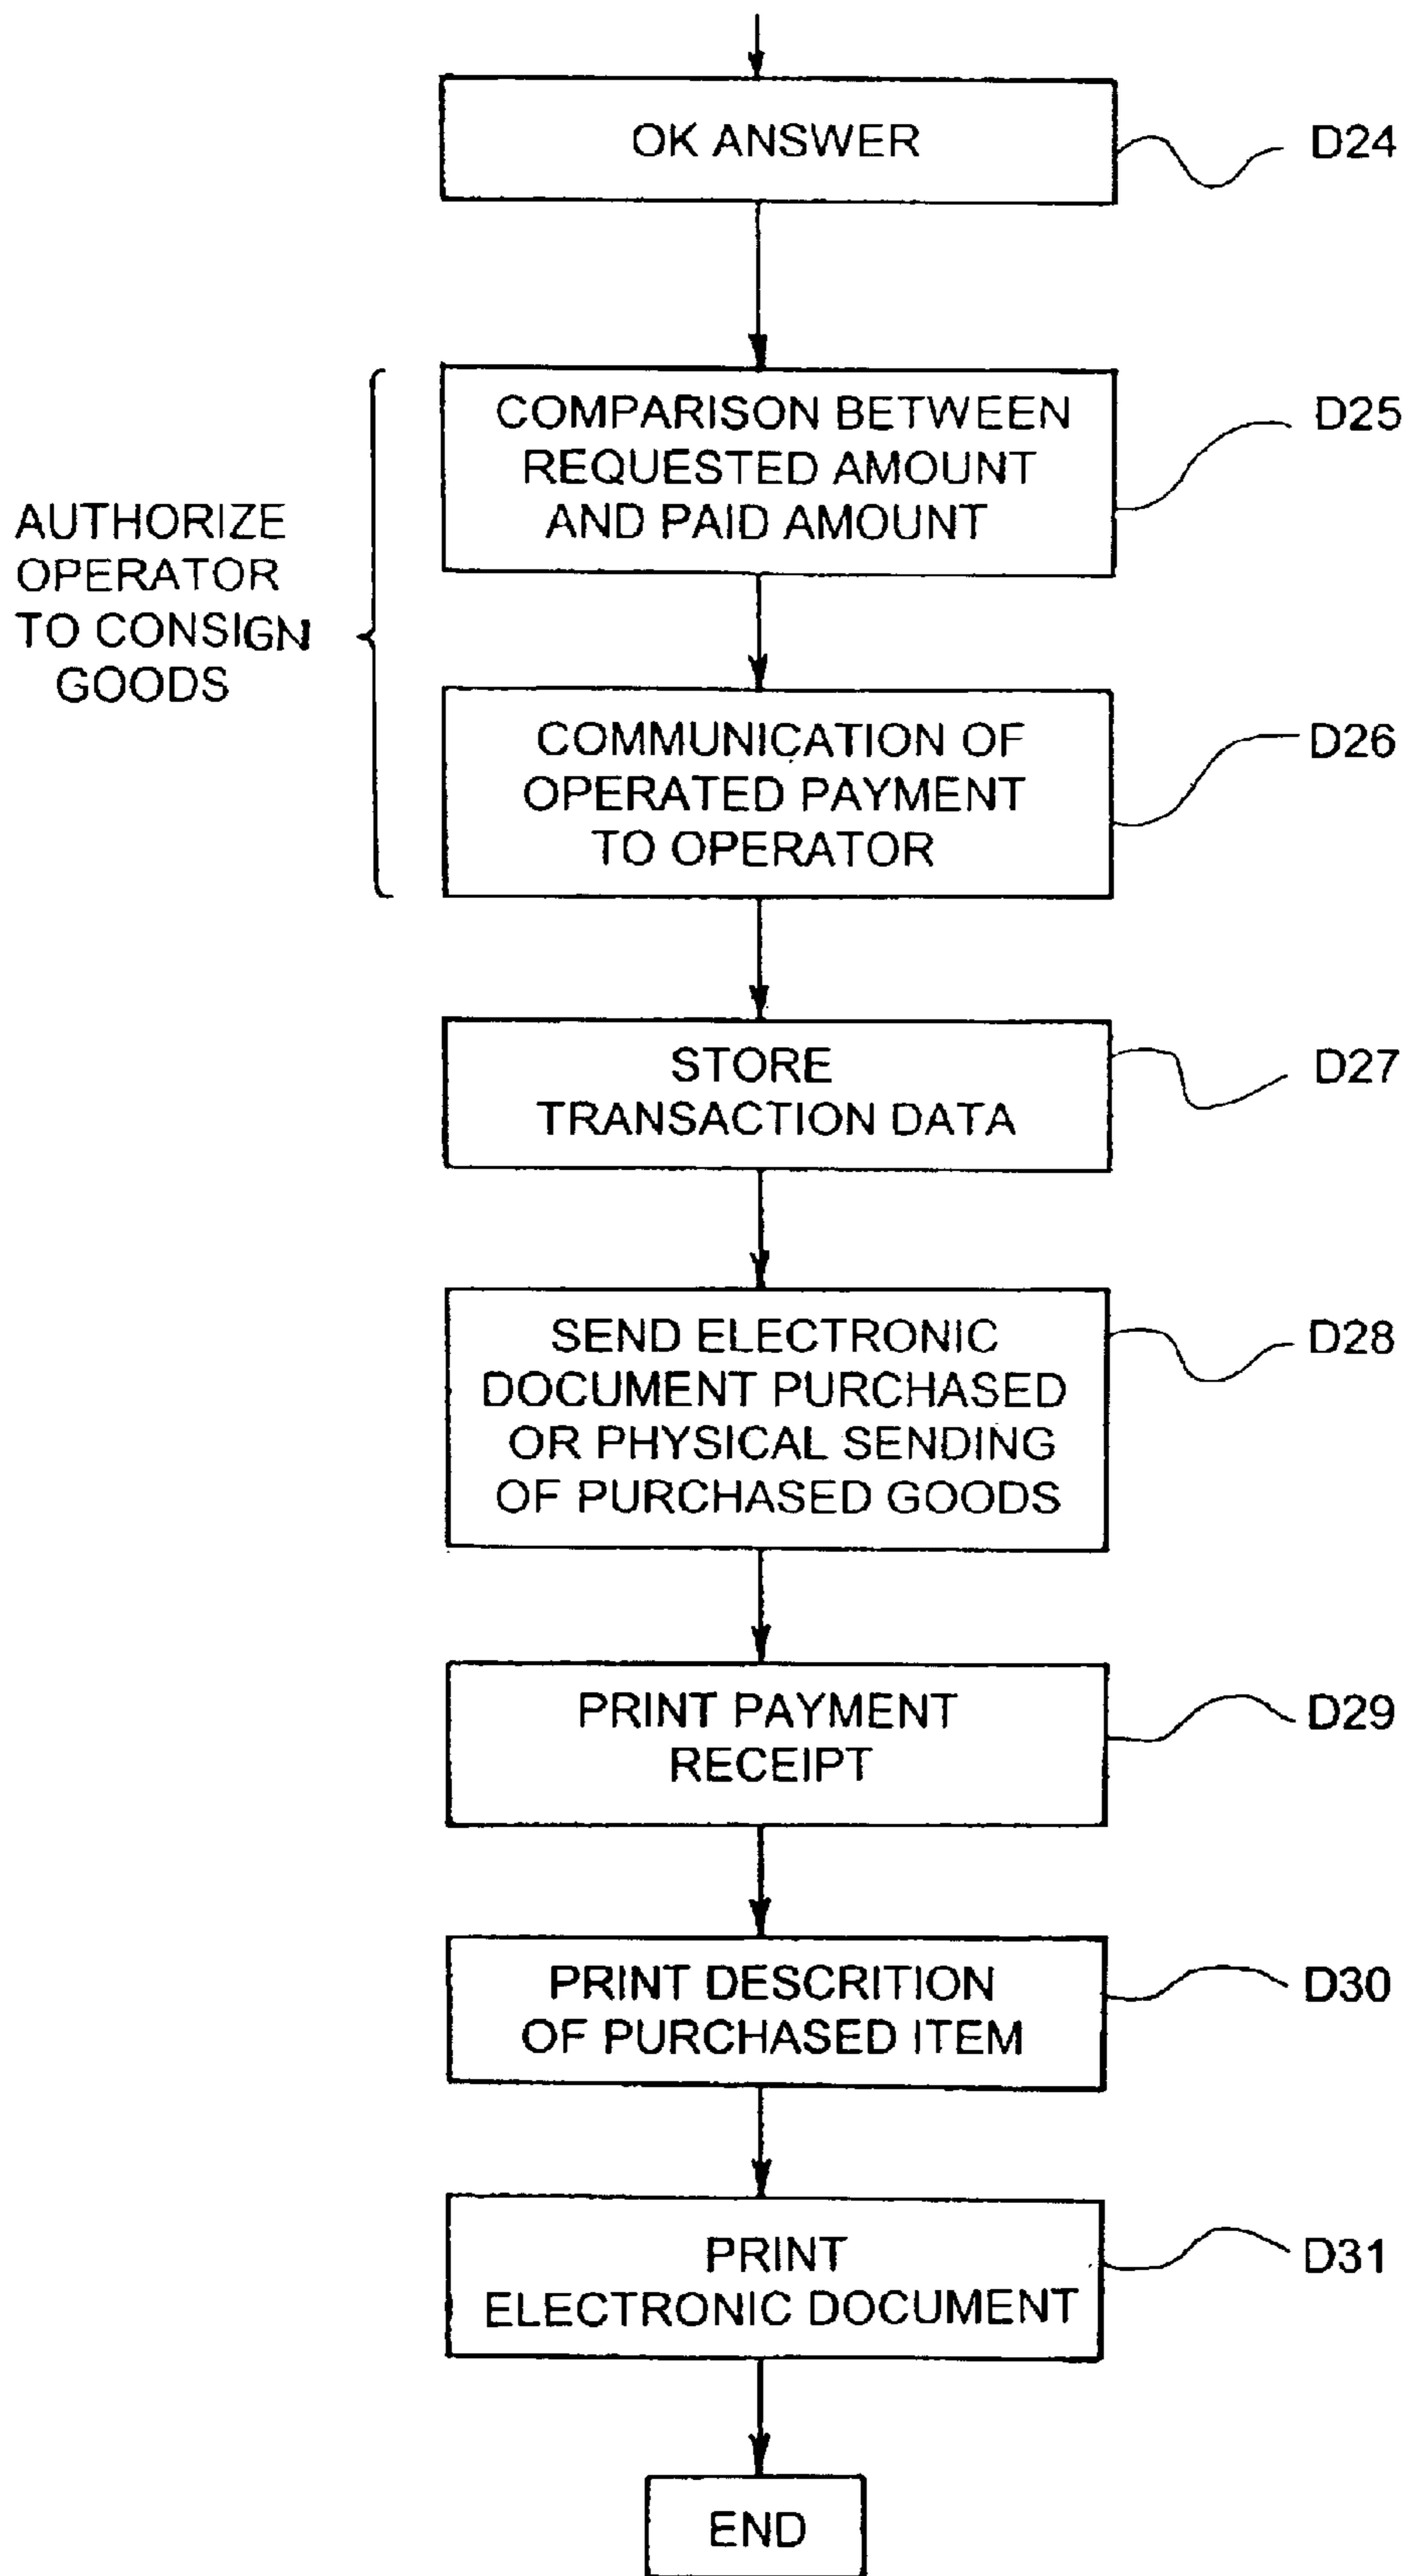 OK ANSWER
D24
COMPARISON BETWEEN
REQUESTED AMOUNT
AND PAID AMOUNT
D25
AUTHORIZE
OPERATOR
TO CONSIGN
GOODS
COMMUNICATION OF
OPERATED PAYMENT
TO OPERATOR
D26
STORE
TRANSACTION DATA
D27
SEND ELECTRONIC
DOCUMENT PURCHASED
OR PHYSICAL SENDING
OF PURCHASED GOODS
D28
PRINT PAYMENT
RECEIPT
D29
PRINT DESCRITION
OF PURCHASED ITEM
D30
PRINT
ELECTRONIC DOCUMENT
D31
END